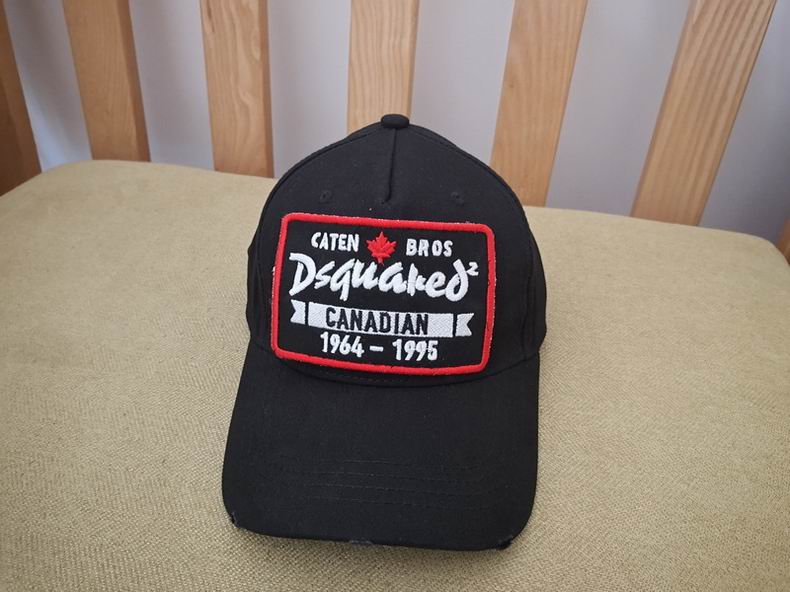 CATEN BROS
Dsquared²
CANADIAN
1964 - 1995